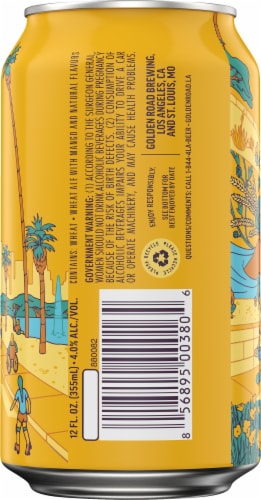 CONTAINS: WHEAT • WHEAT ALE WITH MANGO AND NATURAL FLAVORS
GOVERNMENT WARNING: (1) ACCORDING TO THE SURGEON GENERAL,
WOMEN SHOULD NOT DRINK ALCOHOLIC BEVERAGES DURING PREGNANCY
BECAUSE OF THE RISK OF BIRTH DEFECTS. (2) CONSUMPTION OF
ALCOHOLIC BEVERAGES IMPAIRS YOUR ABILITY TO DRIVE A CAR
OR OPERATE MACHINERY, AND MAY CAUSE HEALTH PROBLEMS.
GOLDEN ROAD BREWING,
LOS ANGELES, CA
AND ST. LOUIS, MO
ENJOY RESPONSIBLY.
SEE BOTTOM FOR
BEST ENJOYED BY DATE
QUESTIONS/COMMENTS: CALL 1-844-4LA-BEER • GOLDENROAD.LA
PLEASE RECYCLE PLEASE RECYCLE
12 FL. OZ. (355mL) • 4.0% ALC./VOL.
880082
8 56895 00380 6